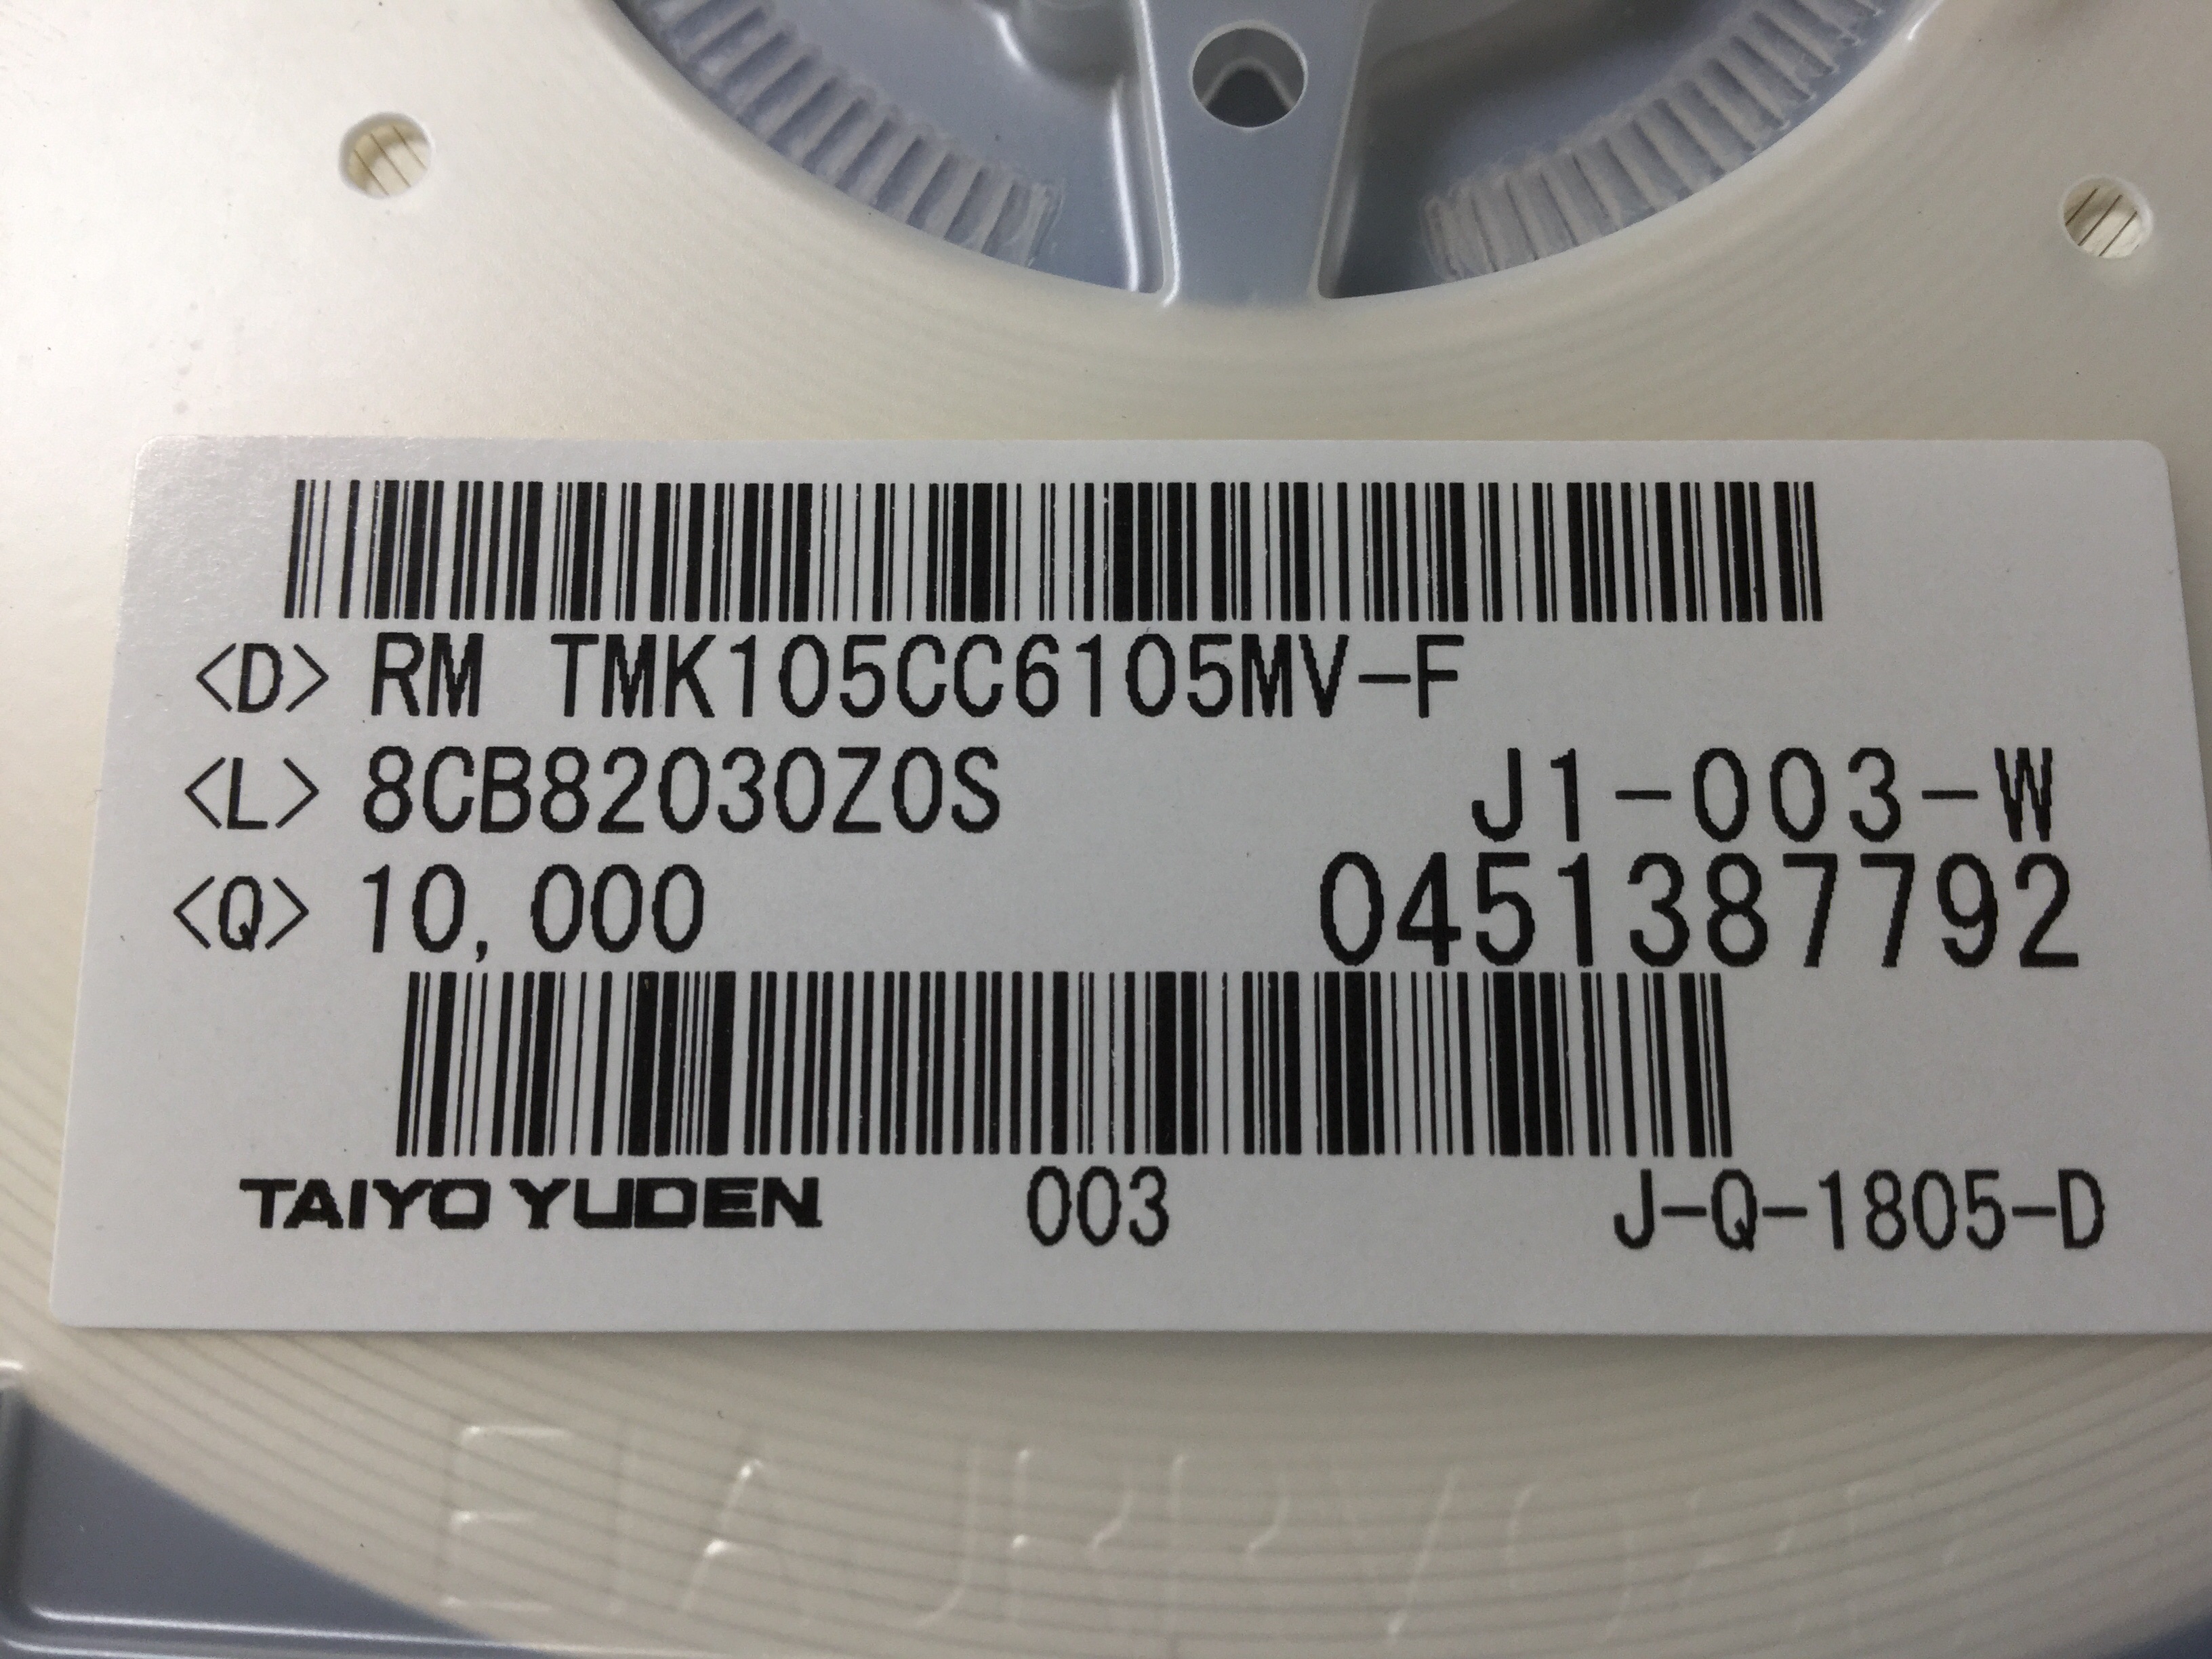 <D> RM TMK105CC6105MV-F
<L> 8CB82030Z0S J1-003-W
<Q> 10,000 0451387792
TAIYO YUDEN 003 J-Q-1805-D